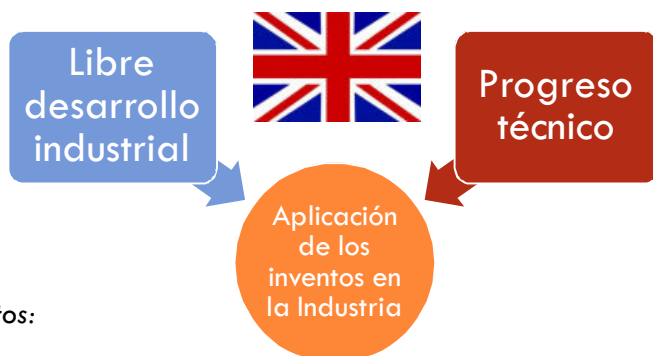 Libre
desarrollo
industrial
Progreso
técnico
Aplicación
de los
inventos en
la Industria